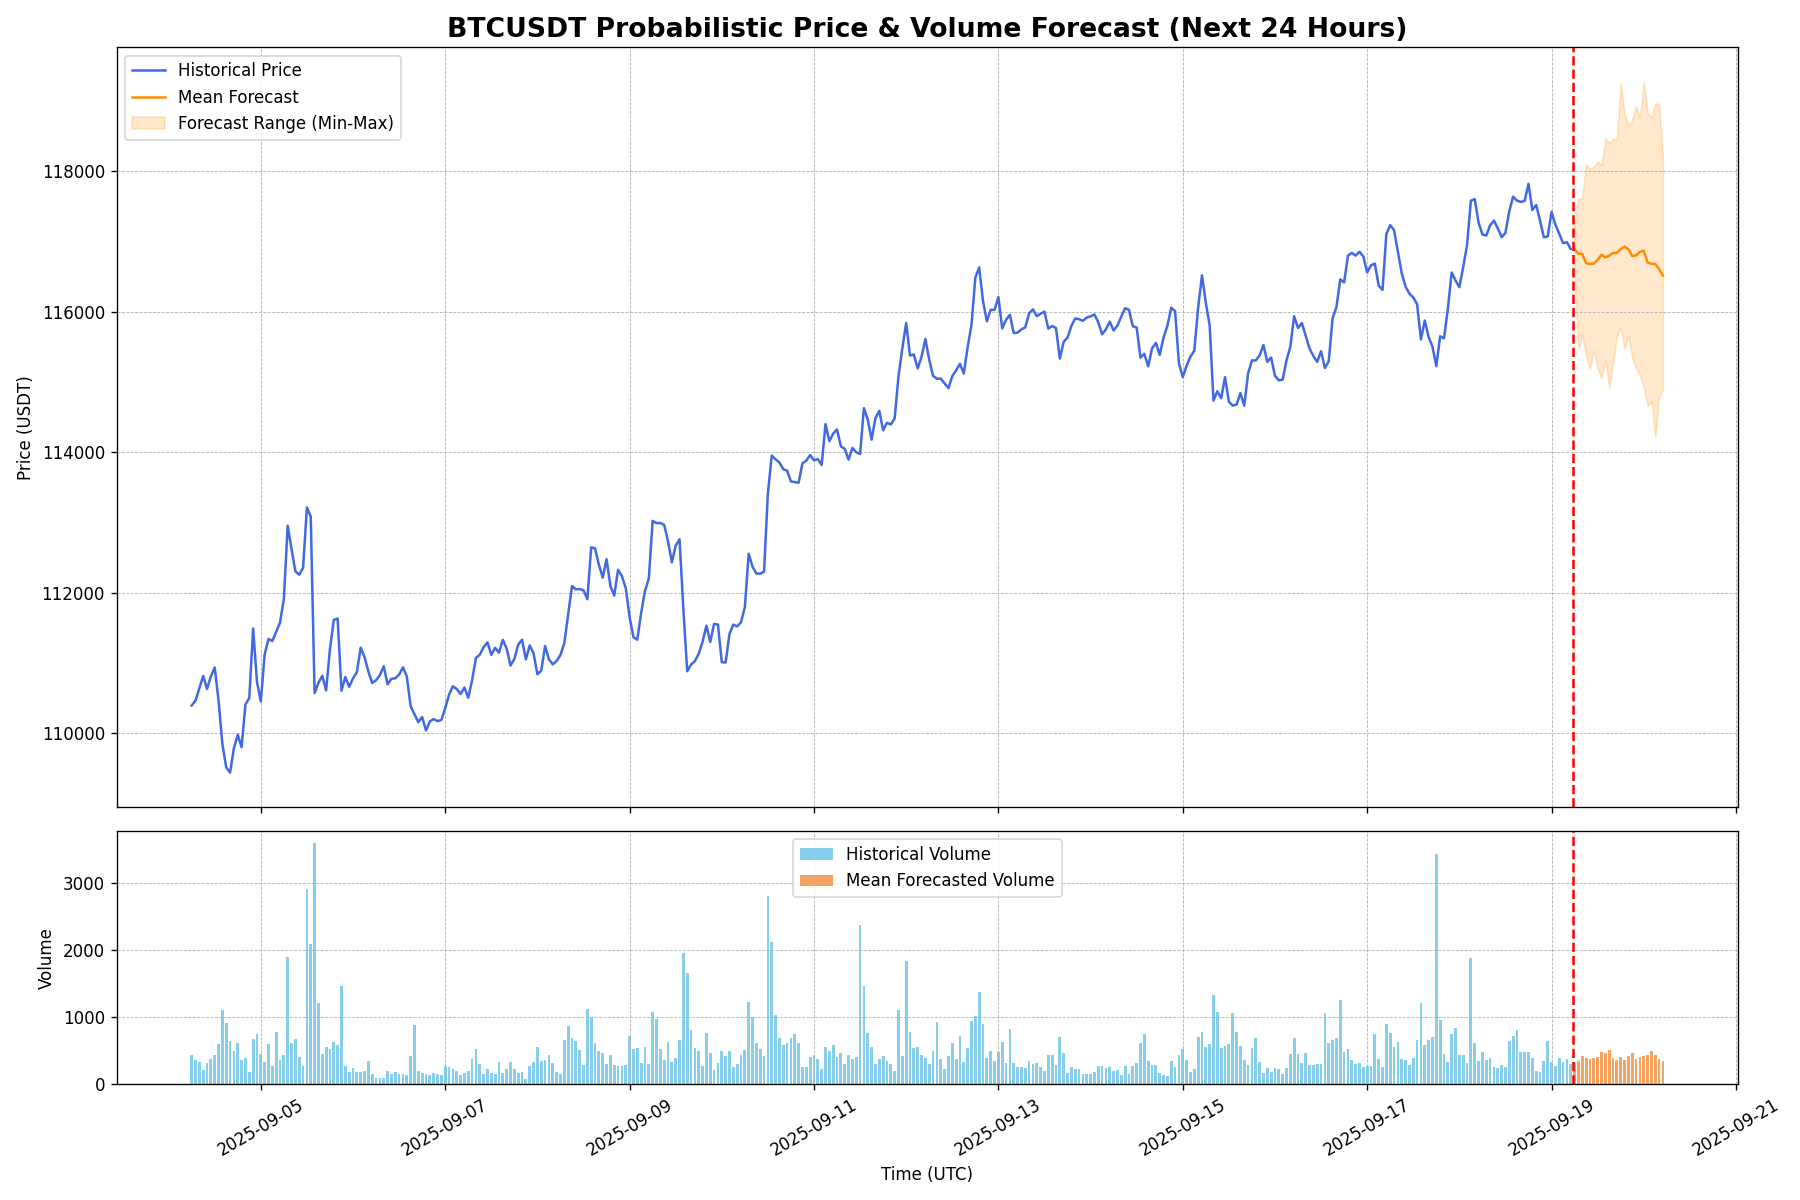 BTCUSDT Probabilistic Price & Volume Forecast (Next 24 Hours)
Historical Price
Mean Forecast
Forecast Range (Min-Max)
118000
116000
114000
112000
110000
Price (USDT)
Historical Volume
Mean Forecasted Volume
3000
2000
1000
0
Volume
2025-09-05
2025-09-07
2025-09-09
2025-09-11
2025-09-13
2025-09-15
2025-09-17
2025-09-19
2025-09-21
Time (UTC)